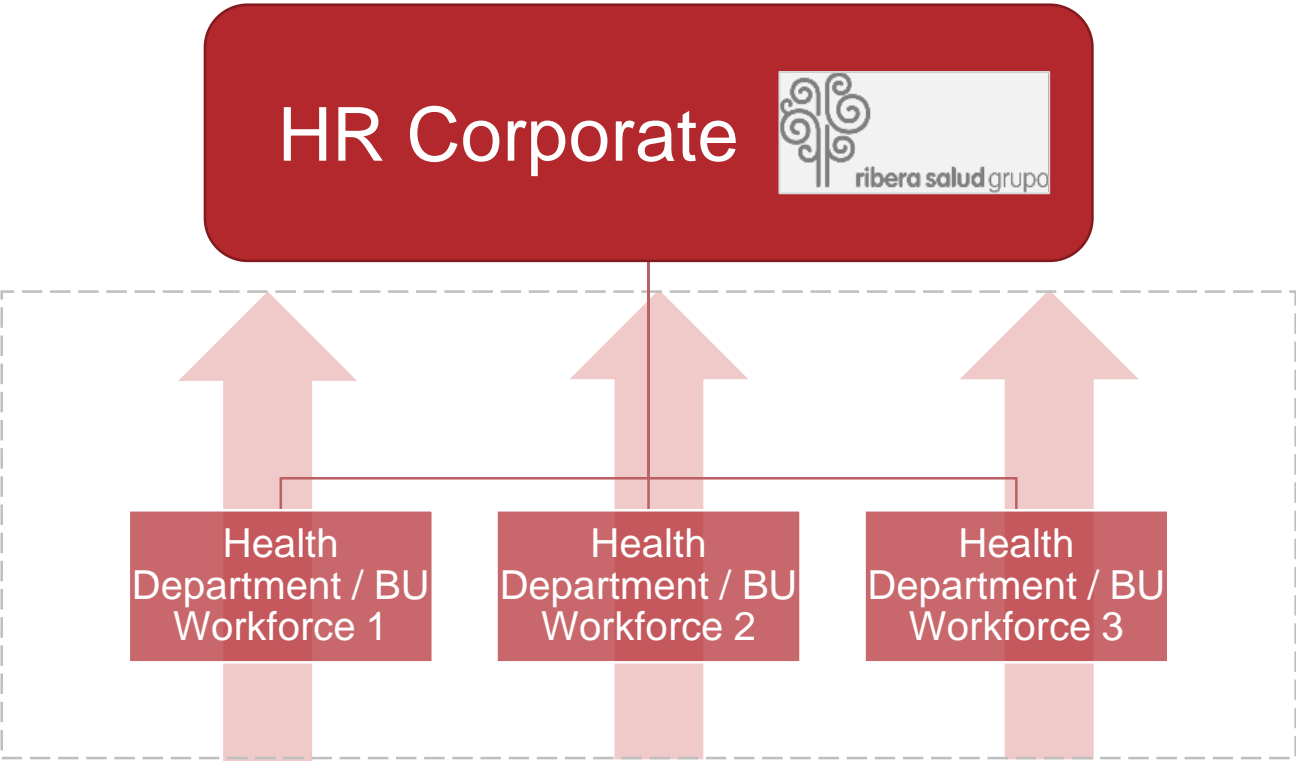 HR Corporate
ribera salud grupo
Health
Department / BU
Workforce 1
Health
Department / BU
Workforce 2
Health
Department / BU
Workforce 3